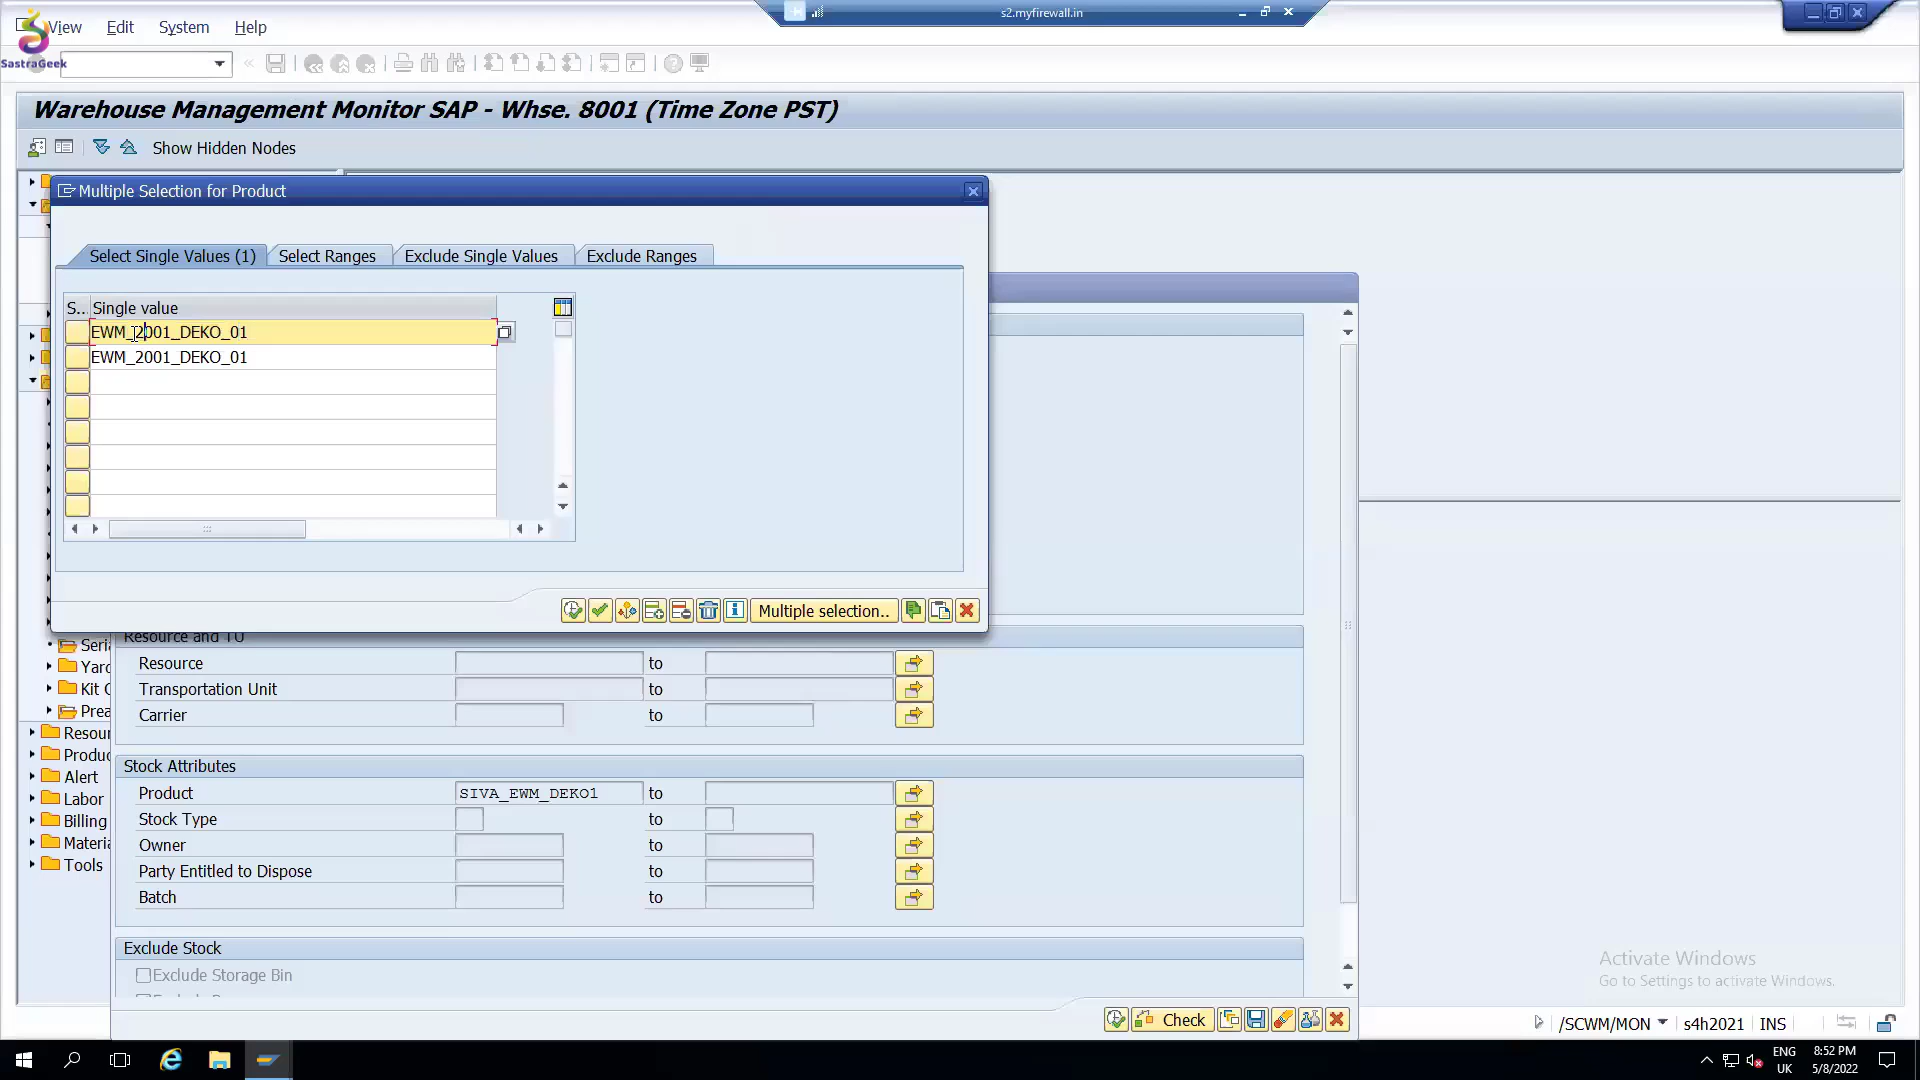 s2.myfirewall.in
View Edit System Help
SastraGeek
Warehouse Management Monitor SAP - Whse. 8001 (Time Zone PST)
Show Hidden Nodes
Multiple Selection for Product
Select Single Values (1) Select Ranges Exclude Single Values Exclude Ranges
S.. Single value
EWM_2001_DEKO_01
EWM_2001_DEKO_01
Multiple selection..
Resource and TU
Seri
Resource to
Yard
Transportation Unit to
Kit C
Carrier to
Prea
Resour
Produc
Alert
Labor
Billing
Materia
Tools
Stock Attributes
Product SIVA_EWM_DEKO1 to
Stock Type to
Owner to
Party Entitled to Dispose to
Batch to
Exclude Stock
Exclude Storage Bin
Activate Windows
Go to Settings to activate Windows.
Check
/SCWM/MON s4h2021 INS
ENG 8:52 PM
UK 5/8/2022